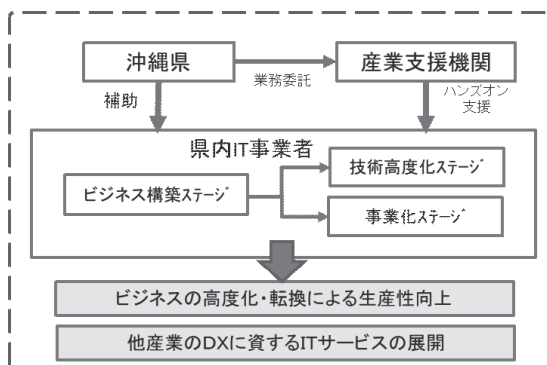 沖縄県
産業支援機関
業務委託
補助
ハンズオン
支援
県内IT事業者
ビジネス構築ステージ
技術高度化ステージ
事業化ステージ
ビジネスの高度化・転換による生産性向上
他産業のDXに資するITサービスの展開